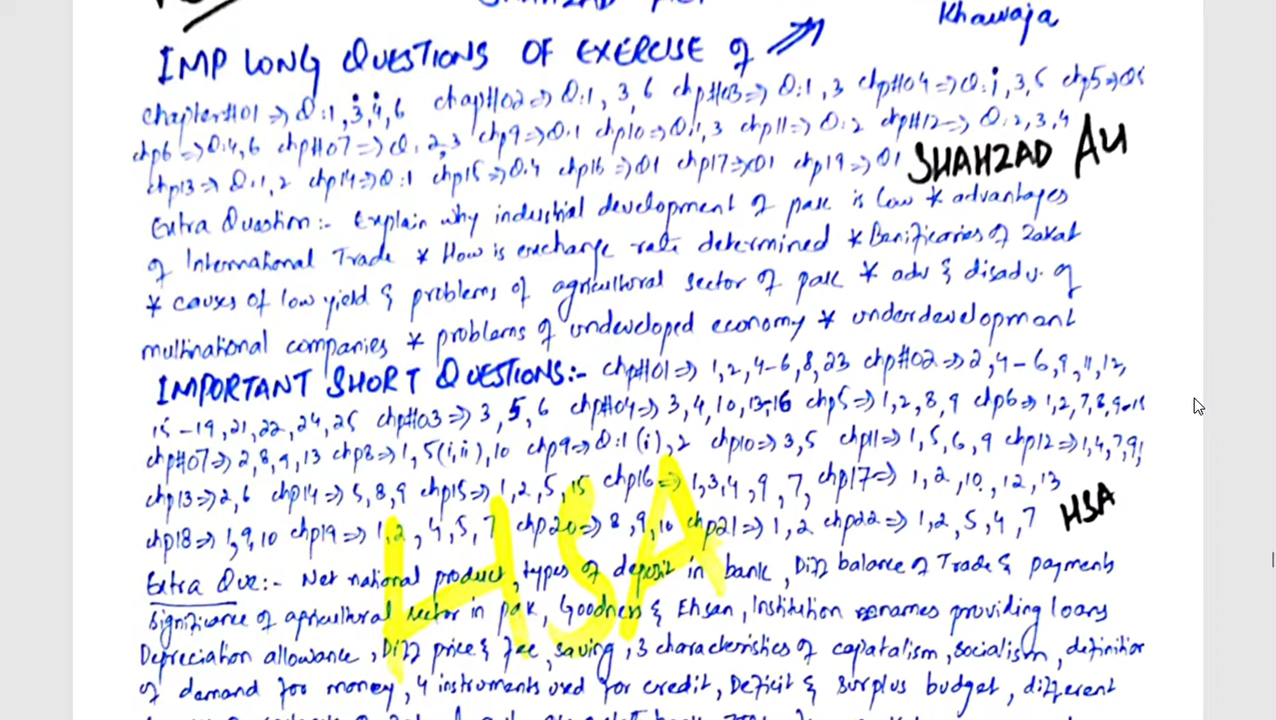 Khawaja
IMP LONG QUESTIONS OF EXERCISE of
chapter#01 => Q:1,3,4,6 chap#02 => Q:1,3,6 chp#03 => Q:1,3 chp#04 => Q:1,3,5 chp5 => Q5
chp6 => Q:4,6 chp#07 => Q,2,3 chp9 => Q.1 chp10 => Q:1,3 chp11 => Q:2 chp#12 => Q:2,3,4
chp13 => Q:1,2 chp14 => Q:1 chp15 => Q.4 chp16 => Q1 chp17 => Q1 chp19 => Q1 SHAHZAD
Extra Question:- Explain why industrial development of pak is low * advantages
of International Trade * How is exchange rate determined * Benificaries of Zakat
* causes of low yield & problems of agricultural sector of pak * adv & disadv. of
multinational companies * problems of undeveloped economy * underdevelopment
IMPORTANT SHORT QUESTIONS:- chp#01 => 1,2,4-6,8,23 chp#02 => 2,4-6,9,11,12,
15-19,21,22,24,25 chp#03 => 3,5,6 chp#04 => 3,4,10,13-16 chp5 => 1,2,8,9 chp6 => 1,2,7,8,9-15
chp#07 => 2,8,9,13 chp8 => 1,5(i,ii),10 chp9 => Q:1(i),2 chp10 => 3,5 chp11 => 1,5,6,9 chp12 => 1,4,7,9,
chp13 => 2,6 chp14 => 5,8,9 chp15 => 1,2,5,15 chp16 => 1,3,4,9,7, chp17 => 1,2,10,12,13
chp18 => 1,9,10 chp19 => 1,2,4,5,7 chp20 => 8,9,10 chp21 => 1,2 chp22 => 1,2,5,4,7 HSA
Extra Que:- Net national product, types of deposit in bank, Diff balance of Trade & payments
Significance of agricultural sector in pak, Goodness & Ehsan, Institution names providing loans
Depreciation allowance, Diff price & fee, saving, 3 characteristics of capatalism, socialism, definition
of demand for money, 4 instruments used for credit, Deficit & surplus budget, different
HSA